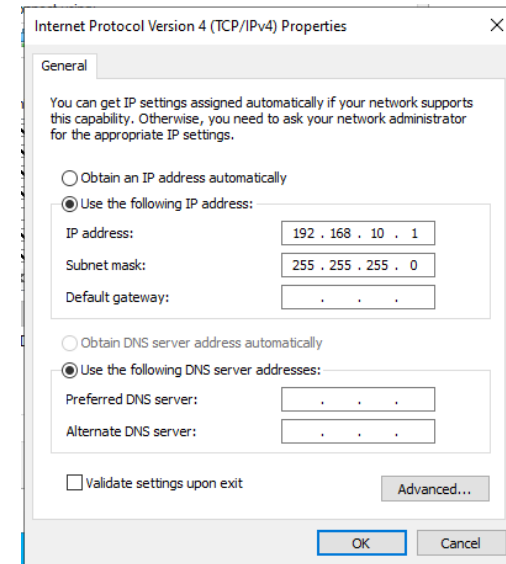 Internet Protocol Version 4 (TCP/IPv4) Properties
General
You can get IP settings assigned automatically if your network supports
this capability. Otherwise, you need to ask your network administrator
for the appropriate IP settings.
Obtain an IP address automatically
Use the following IP address:
IP address: 192 . 168 . 10 . 1
Subnet mask: 255 . 255 . 255 . 0
Default gateway: . . .
Obtain DNS server address automatically
Use the following DNS server addresses:
Preferred DNS server: . . .
Alternate DNS server: . . .
Validate settings upon exit
Advanced...
OK Cancel